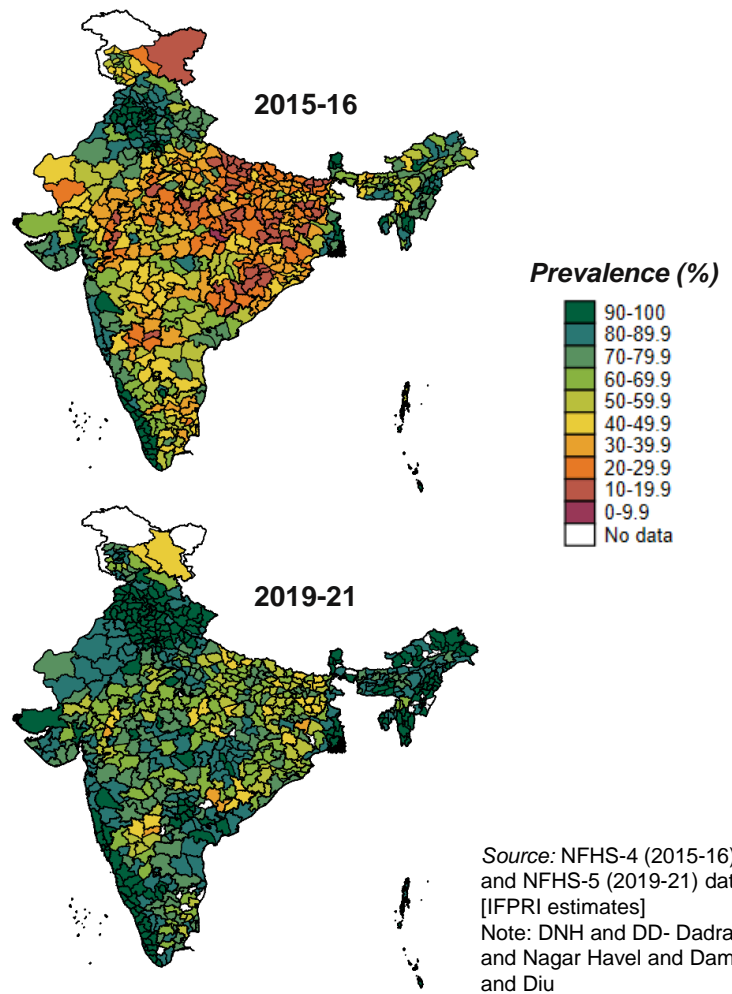 2015-16
Prevalence (%)
90-100
80-89.9
70-79.9
60-69.9
50-59.9
40-49.9
30-39.9
20-29.9
10-19.9
0-9.9
No data
2019-21
Source: NFHS-4 (2015-16)
and NFHS-5 (2019-21) dat
[IFPRI estimates]
Note: DNH and DD- Dadra
and Nagar Havel and Dam
and Diu